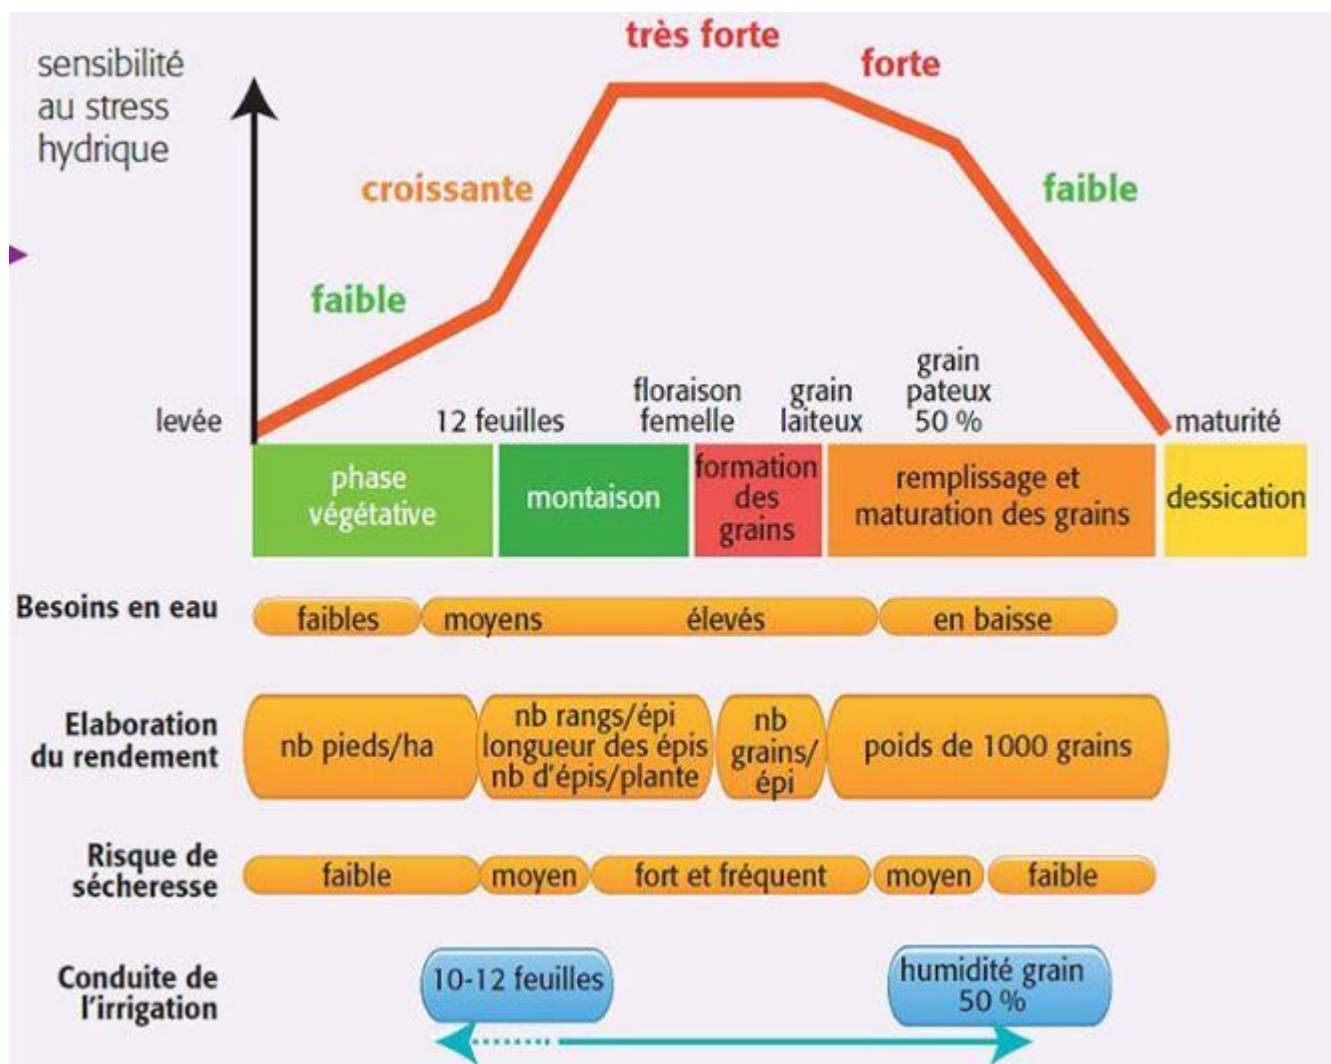 sensibilité
au stress
hydrique
très forte
forte
croissante
faible
faible
levée
12 feuilles
floraison
femelle
grain
laiteux
grain
pateux
50 %
maturité
phase
végétative
montaison
formation
des
grains
remplissage et
maturation des grains
dessication
Besoins en eau
faibles
moyens
élevés
en baisse
Elaboration
du rendement
nb pieds/ha
nb rangs/épi
longueur des épis
nb d'épis/plante
nb
grains/
épi
poids de 1000 grains
Risque de
sécheresse
faible
moyen
fort et fréquent
moyen
faible
Conduite de
l'irrigation
10-12 feuilles
humidité grain
50 %